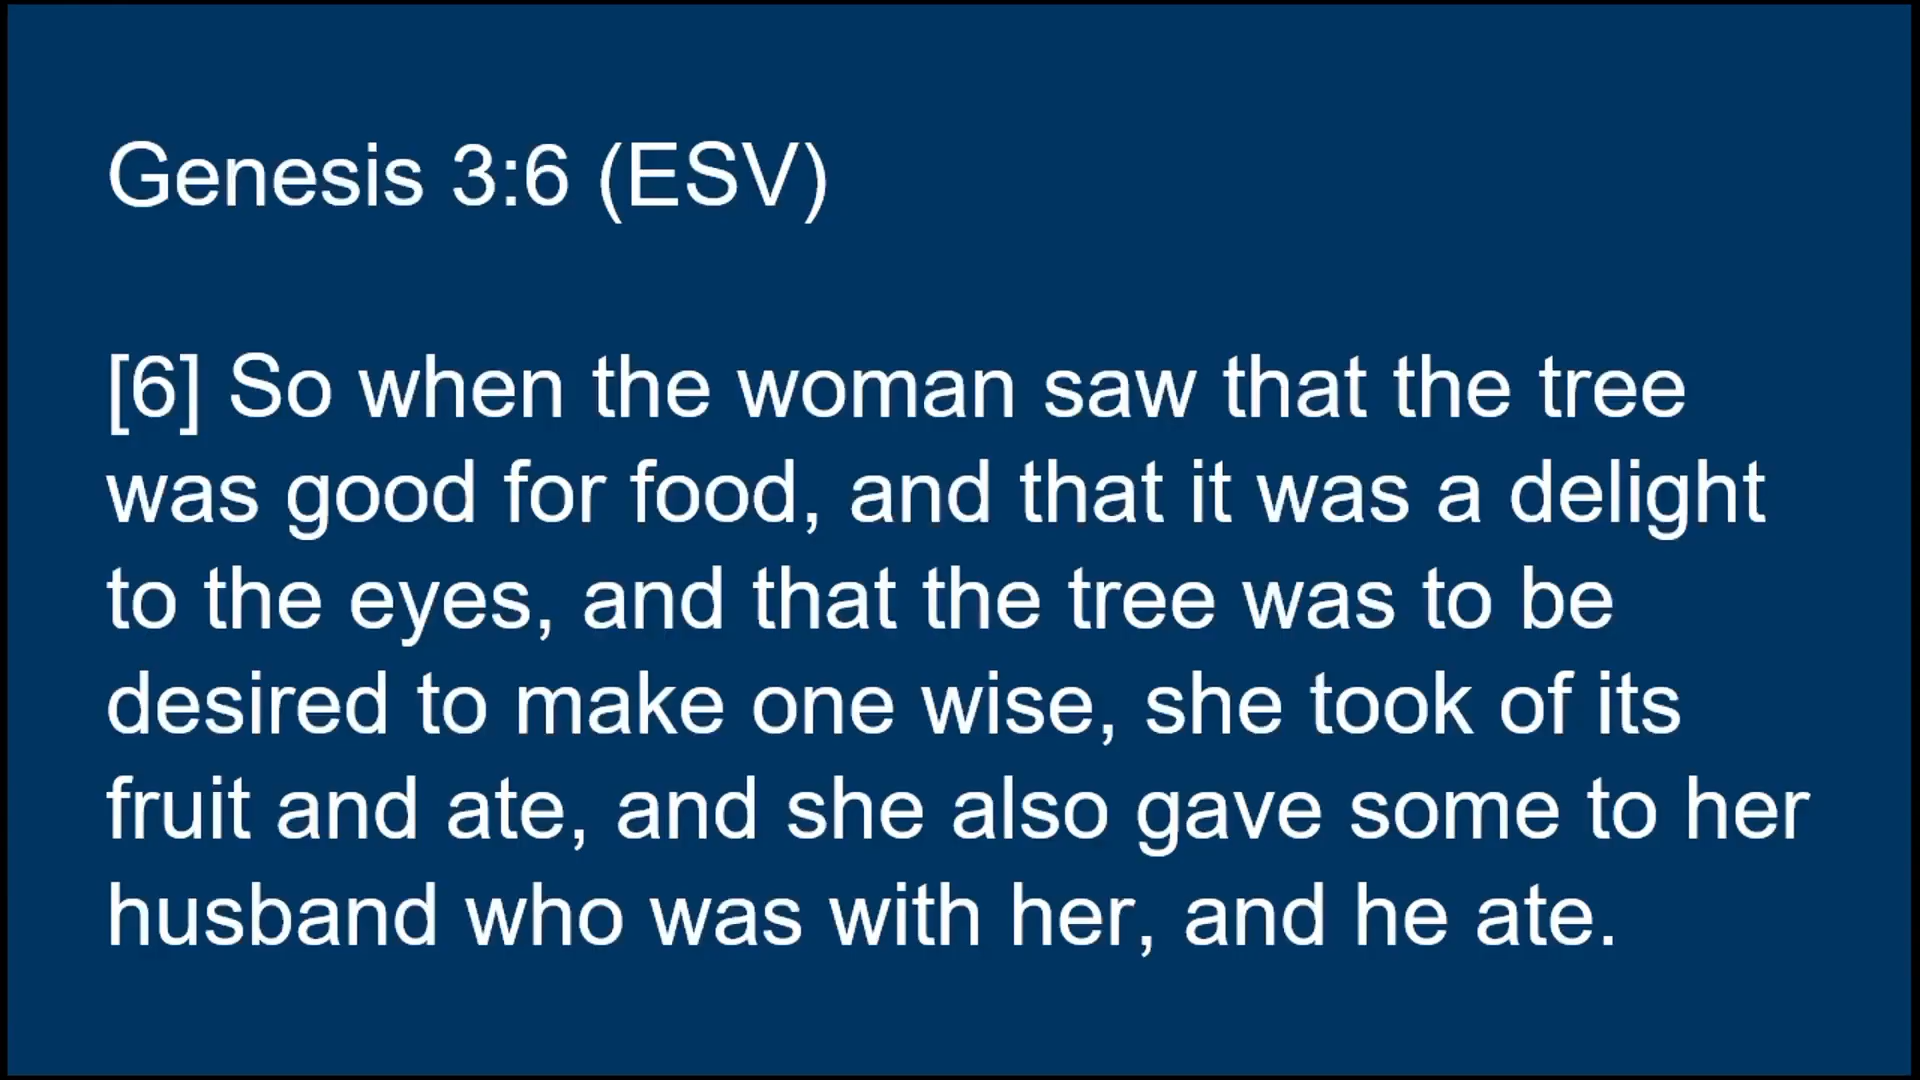 Genesis 3:6 (ESV)
[6] So when the woman saw that the tree
was good for food, and that it was a delight
to the eyes, and that the tree was to be
desired to make one wise, she took of its
fruit and ate, and she also gave some to her
husband who was with her, and he ate.